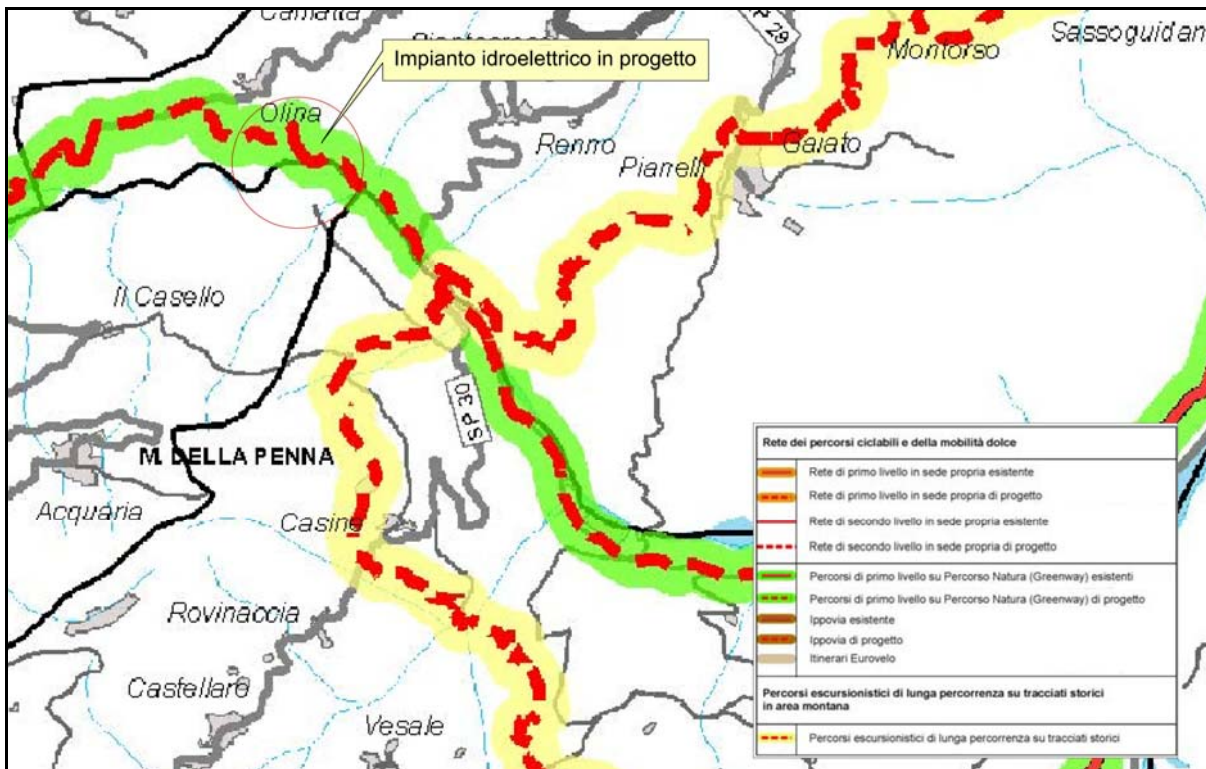 Camatta
SR 29
Montorso
Sassoguidan
Impianto idroelettrico in progetto
Olina
Renno
Gaiato
Pianelli
Il Casello
SP 30
M. DELLA PENNA
Acquaria
Casine
Rovinaccia
Castellaro
Vesale
Rete dei percorsi ciclabili e della mobilità dolce
Rete di primo livello in sede propria esistente
Rete di primo livello in sede propria di progetto
Rete di secondo livello in sede propria esistente
Rete di secondo livello in sede propria di progetto
Percorsi di primo livello su Percorso Natura (Greenway) esistenti
Percorsi di primo livello su Percorso Natura (Greenway) di progetto
Ippovia esistente
Ippovia di progetto
Itinerari Eurovelo
Percorsi escursionistici di lunga percorrenza su tracciati storici
in area montana
Percorsi escursionistici di lunga percorrenza su tracciati storici